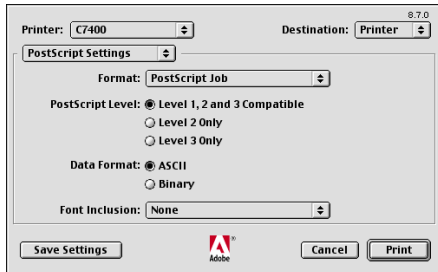 8.7.0
Printer: C7400 Destination: Printer
PostScript Settings
Format: PostScript Job
PostScript Level: Level 1, 2 and 3 Compatible
Level 2 Only
Level 3 Only
Data Format: ASCII
Binary
Font Inclusion: None
Save Settings Adobe® Cancel Print